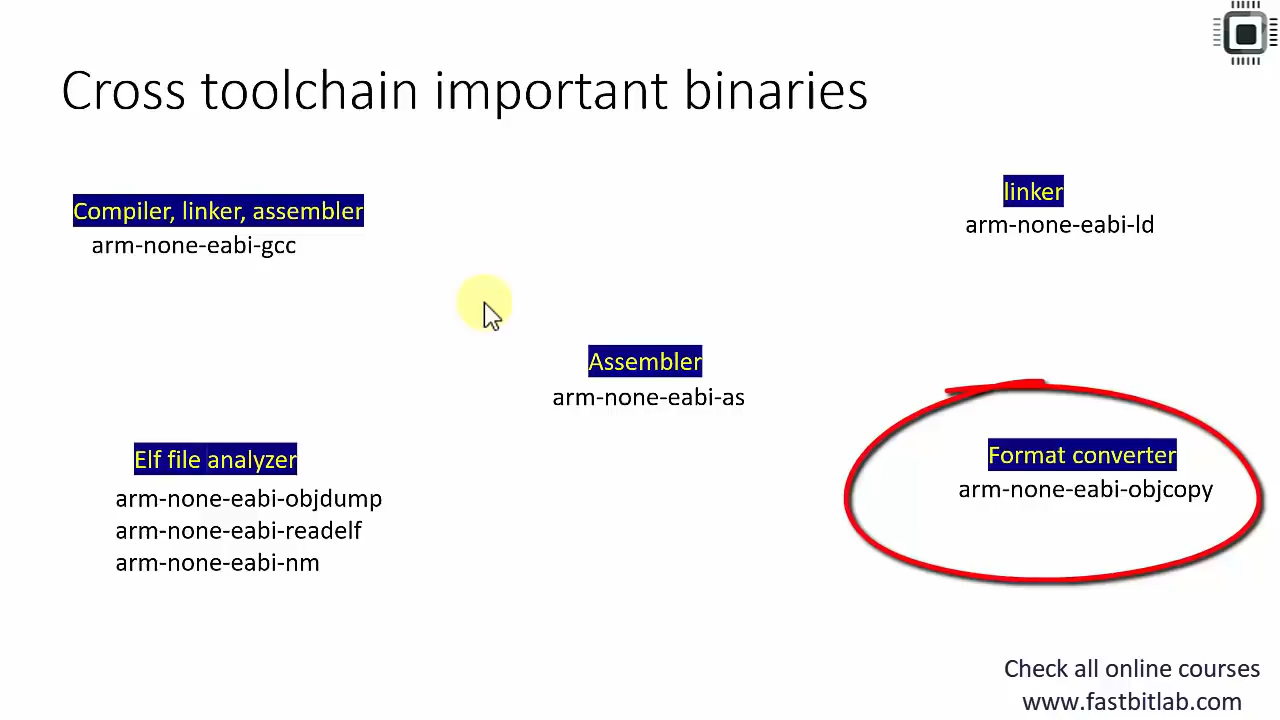 Cross toolchain important binaries
Compiler, linker, assembler
arm-none-eabi-gcc
linker
arm-none-eabi-ld
Assembler
arm-none-eabi-as
Elf file analyzer
arm-none-eabi-objdump
arm-none-eabi-readelf
arm-none-eabi-nm
Format converter
arm-none-eabi-objcopy
Check all online courses
www.fastbitlab.com